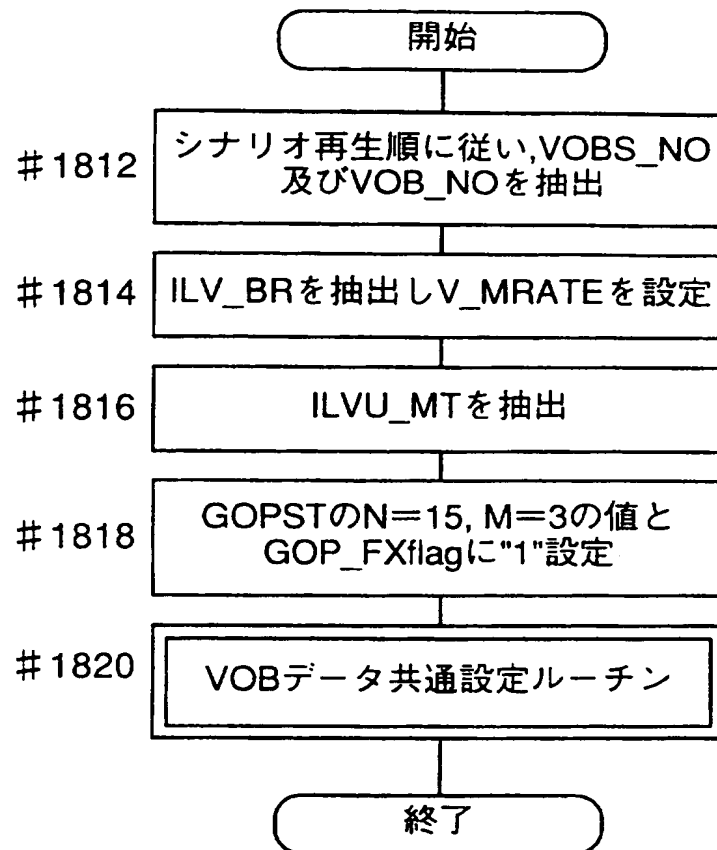 開始
#1812 シナリオ再生順に従い,VOBS_NO
及びVOB_NOを抽出
#1814 ILV_BRを抽出しV_MRATEを設定
#1816 ILVU_MTを抽出
#1818 GOPSTのN=15, M=3の値と
GOP_FXflagに"1"設定
#1820 VOBデータ共通設定ルーチン
終了